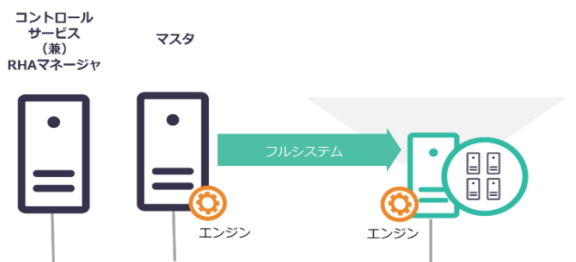 コントロール
サービス
（兼）
RHAマネージャ
マスタ
フルシステム
エンジン
エンジン